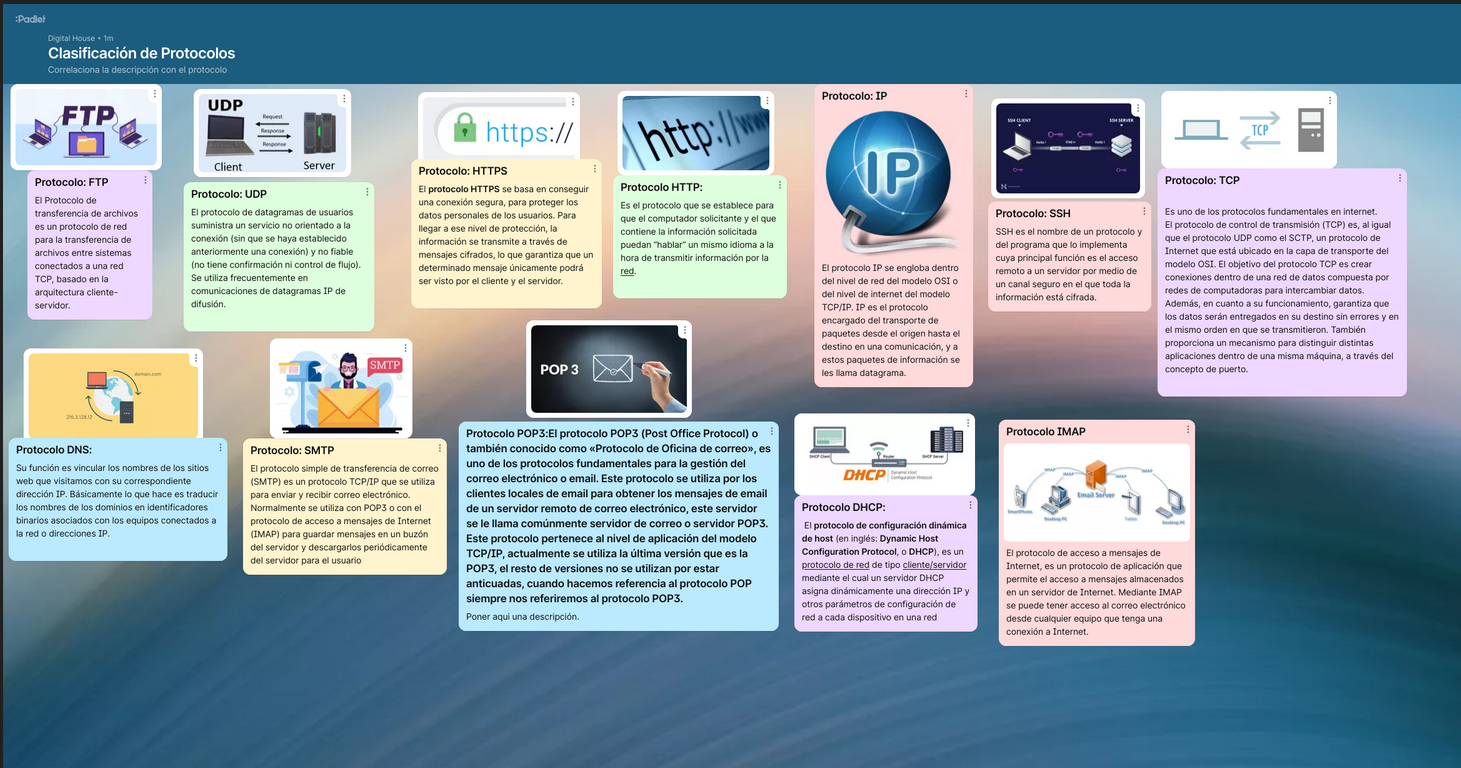 :Padlet
Digital House • 1m
Clasificación de Protocolos
Correlaciona la descripción con el protocolo
FTP
Protocolo: FTP
El Protocolo de
transferencia de archivos
es un protocolo de red
para la transferencia de
archivos entre sistemas
conectados a una red
TCP, basado en la
arquitectura cliente-
servidor.
UDP
Request
Response
Response
Client
Server
Protocolo: UDP
El protocolo de datagramas de usuarios
suministra un servicio no orientado a la
conexión (sin que se haya establecido
anteriormente una conexión) y no fiable
(no tiene confirmación ni control de flujo).
Se utiliza frecuentemente en
comunicaciones de datagramas IP de
difusión.
https://
Protocolo: HTTPS
El protocolo HTTPS se basa en conseguir
una conexión segura, para proteger los
datos personales de los usuarios. Para
llegar a ese nivel de protección, la
información se transmite a través de
mensajes cifrados, lo que garantiza que un
determinado mensaje únicamente podrá
ser visto por el cliente y el servidor.
http://www
Protocolo HTTP:
Es el protocolo que se establece para
que el computador solicitante y el que
contiene la información solicitada
puedan “hablar” un mismo idioma a la
hora de transmitir información por la
red.
Protocolo: IP
IP
El protocolo IP se engloba dentro
del nivel de red del modelo OSI o
del nivel de internet del modelo
TCP/IP. IP es el protocolo
encargado del transporte de
paquetes desde el origen hasta el
destino en una comunicación, y a
estos paquetes de información se
les llama datagrama.
SSH CLIENT
SSH SERVER
Protocolo: SSH
SSH es el nombre de un protocolo y
del programa que lo implementa
cuya principal función es el acceso
remoto a un servidor por medio de
un canal seguro en el que toda la
información está cifrada.
TCP
Protocolo: TCP
Es uno de los protocolos fundamentales en internet.
El protocolo de control de transmisión (TCP) es, al igual
que el protocolo UDP como el SCTP, un protocolo de
Internet que está ubicado en la capa de transporte del
modelo OSI. El objetivo del protocolo TCP es crear
conexiones dentro de una red de datos compuesta por
redes de computadoras para intercambiar datos.
Además, en cuanto a su funcionamiento, garantiza que
los datos serán entregados en su destino sin errores y en
el mismo orden en que se transmitieron. También
proporciona un mecanismo para distinguir distintas
aplicaciones dentro de una misma máquina, a través del
concepto de puerto.
domain.com
216.3.128.12
Protocolo DNS:
Su función es vincular los nombres de los sitios
web que visitamos con su correspondiente
dirección IP. Básicamente lo que hace es traducir
los nombres de los dominios en identificadores
binarios asociados con los equipos conectados a
la red o direcciones IP.
SMTP
Protocolo: SMTP
El protocolo simple de transferencia de correo
(SMTP) es un protocolo TCP/IP que se utiliza
para enviar y recibir correo electrónico.
Normalmente se utiliza con POP3 o con el
protocolo de acceso a mensajes de Internet
(IMAP) para guardar mensajes en un buzón
del servidor y descargarlos periódicamente
del servidor para el usuario
POP 3
Protocolo POP3:El protocolo POP3 (Post Office Protocol) o
también conocido como «Protocolo de Oficina de correo», es
uno de los protocolos fundamentales para la gestión del
correo electrónico o email. Este protocolo se utiliza por los
clientes locales de email para obtener los mensajes de email
de un servidor remoto de correo electrónico, este servidor
se le llama comúnmente servidor de correo o servidor POP3.
Este protocolo pertenece al nivel de aplicación del modelo
TCP/IP, actualmente se utiliza la última versión que es la
POP3, el resto de versiones no se utilizan por estar
anticuadas, cuando hacemos referencia al protocolo POP
siempre nos referiremos al protocolo POP3.
Poner aqui una descripción.
DHCP Client
Router
DHCP Server
DHCP
Dynamic Host
Configuration Protocol
Protocolo DHCP:
El protocolo de configuración dinámica
de host (en inglés: Dynamic Host
Configuration Protocol, o DHCP), es un
protocolo de red de tipo cliente/servidor
mediante el cual un servidor DHCP
asigna dinámicamente una dirección IP y
otros parámetros de configuración de
red a cada dispositivo en una red
Protocolo IMAP
IMAP
IMAP
IMAP
IMAP
Email Server
SmartPhone
Desktop PC
Tablet
Desktop PC
El protocolo de acceso a mensajes de
Internet, es un protocolo de aplicación que
permite el acceso a mensajes almacenados
en un servidor de Internet. Mediante IMAP
se puede tener acceso al correo electrónico
desde cualquier equipo que tenga una
conexión a Internet.